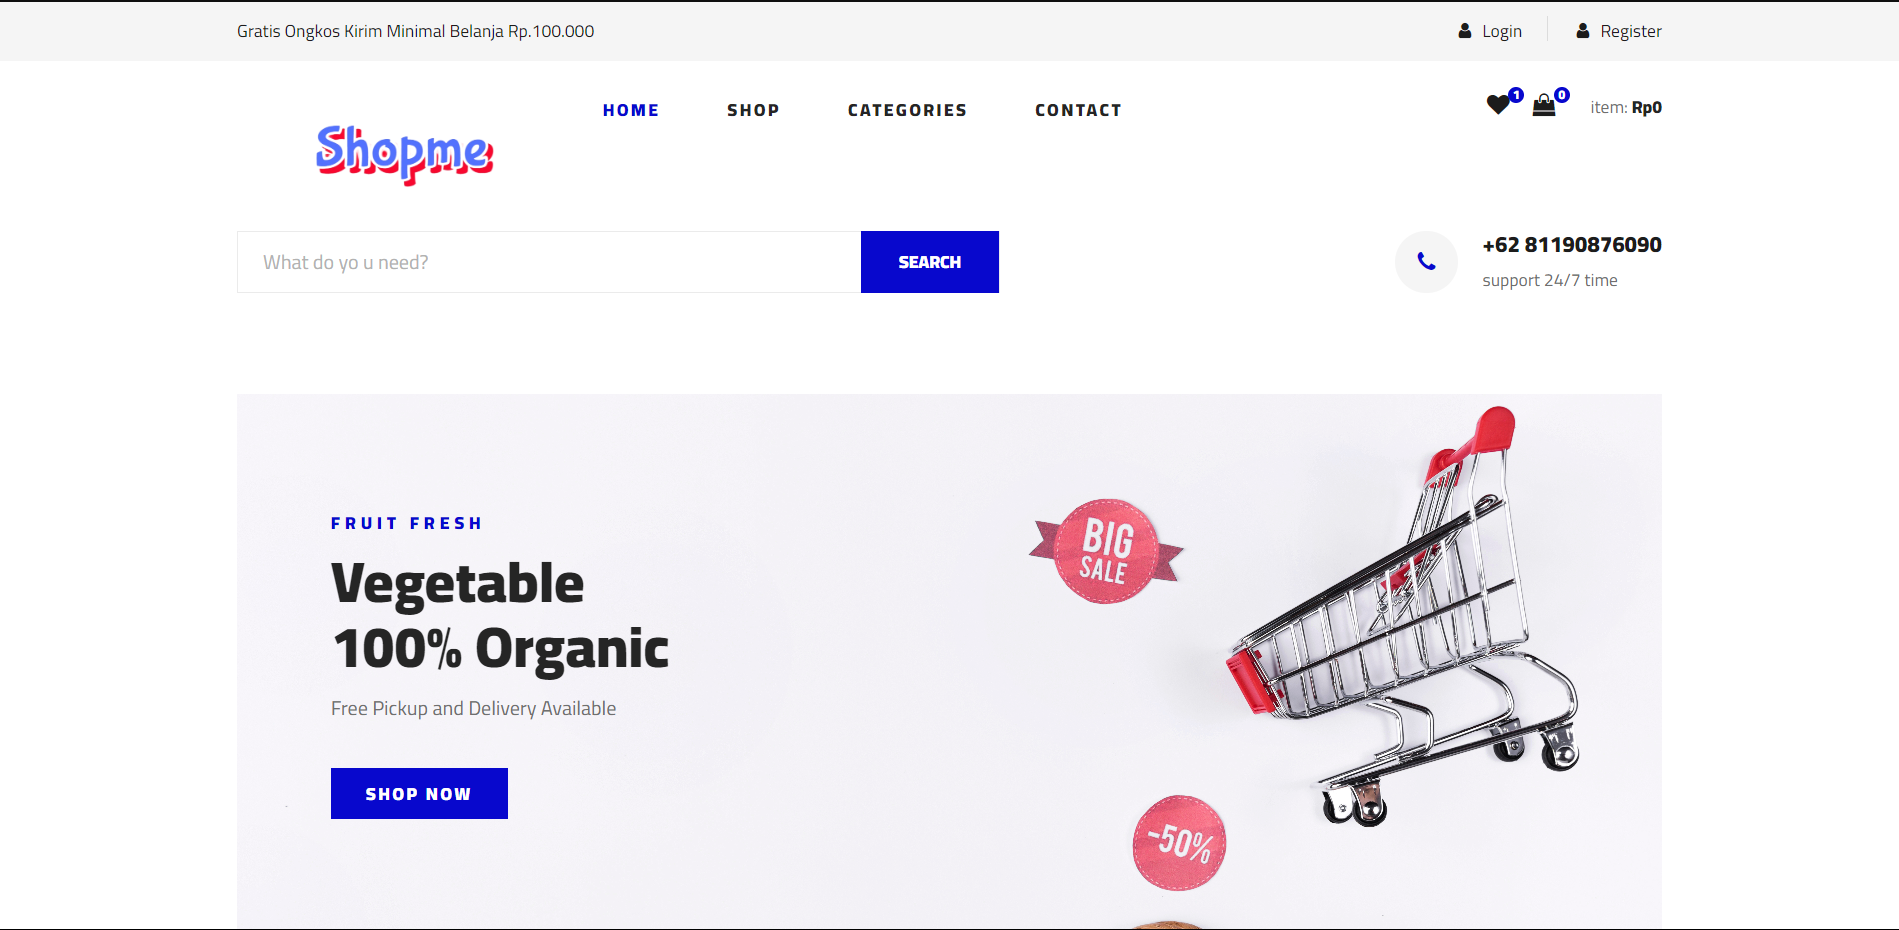 Gratis Ongkos Kirim Minimal Belanja Rp.100.000
Login
Register
Shopme
HOME
SHOP
CATEGORIES
CONTACT
1
0
item: Rp0
What do yo u need?
SEARCH
+62 81190876090
support 24/7 time
FRUIT FRESH
Vegetable
100% Organic
Free Pickup and Delivery Available
SHOP NOW
BIG
SALE
-50%